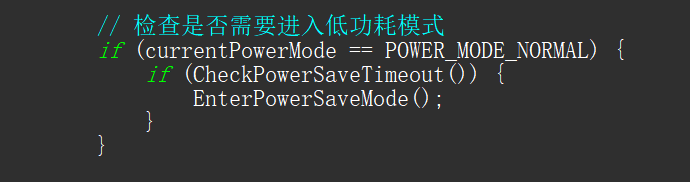 // 检查是否需要进入低功耗模式
if (currentPowerMode == POWER_MODE_NORMAL) {
    if (CheckPowerSaveTimeout()) {
        EnterPowerSaveMode();
    }
}